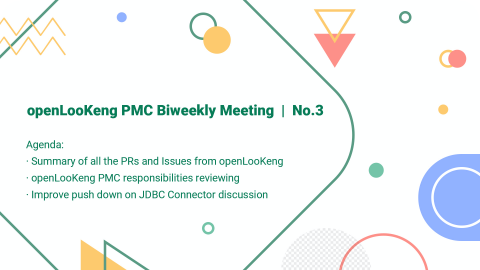 openLooKeng PMC Biweekly Meeting | No.3
Agenda:
· Summary of all the PRs and Issues from openLooKeng
· openLooKeng PMC responsibilities reviewing
· Improve push down on JDBC Connector discussion